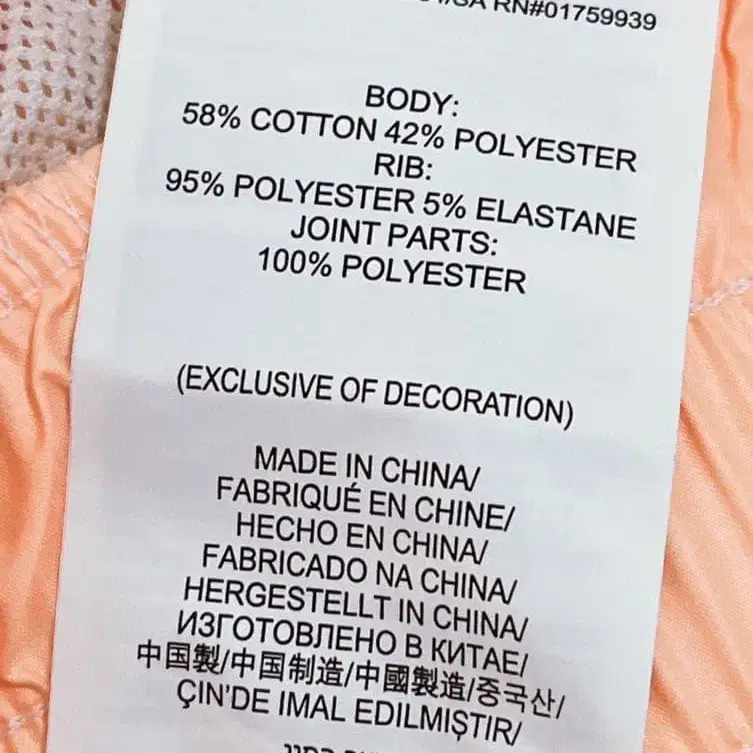 RN#01759939
BODY:
58% COTTON 42% POLYESTER
RIB:
95% POLYESTER 5% ELASTANE
JOINT PARTS:
100% POLYESTER
(EXCLUSIVE OF DECORATION)
MADE IN CHINA/
FABRIQUÉ EN CHINE/
HECHO EN CHINA/
FABRICADO NA CHINA/
HERGESTELLT IN CHINA/
ИЗГОТОВЛЕНО В КИТАЕ/
中国製/中国制造/中國製造/중국산/
ÇIN'DE IMAL EDILMIŞTIR/